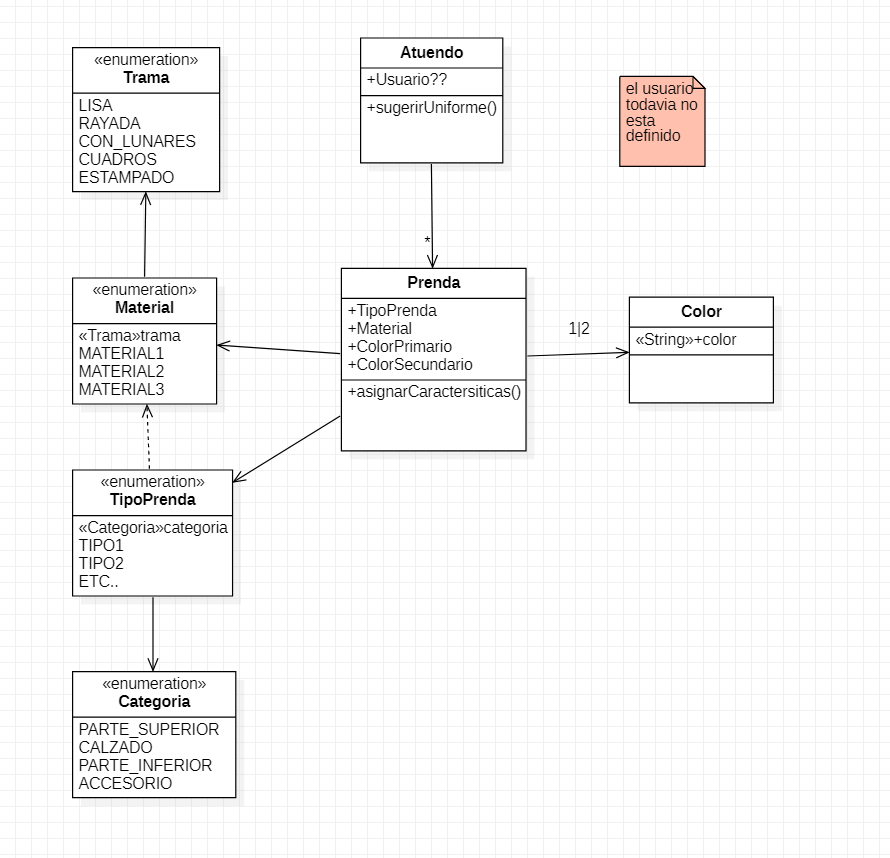 «enumeration»
Trama
LISA
RAYADA
CON_LUNARES
CUADROS
ESTAMPADO
Atuendo
+Usuario??
+sugerirUniforme()
el usuario
todavia no
esta
definido
*
«enumeration»
Material
«Trama»trama
MATERIAL1
MATERIAL2
MATERIAL3
Prenda
+TipoPrenda
+Material
+ColorPrimario
+ColorSecundario
+asignarCaractersiticas()
1|2
Color
«String»+color
«enumeration»
TipoPrenda
«Categoria»categoria
TIPO1
TIPO2
ETC..
«enumeration»
Categoria
PARTE_SUPERIOR
CALZADO
PARTE_INFERIOR
ACCESORIO